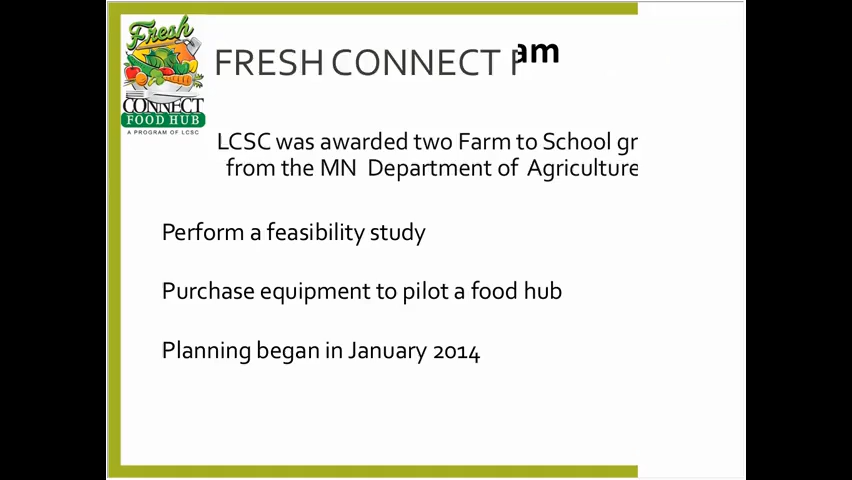 Fresh
CONNECT
FOOD HUB
A PROGRAM OF LCSC
FRESH CONNECT
LCSC was awarded two Farm to School
from the MN Department of Agriculture
Perform a feasibility study
Purchase equipment to pilot a food hub
Planning began in January 2014